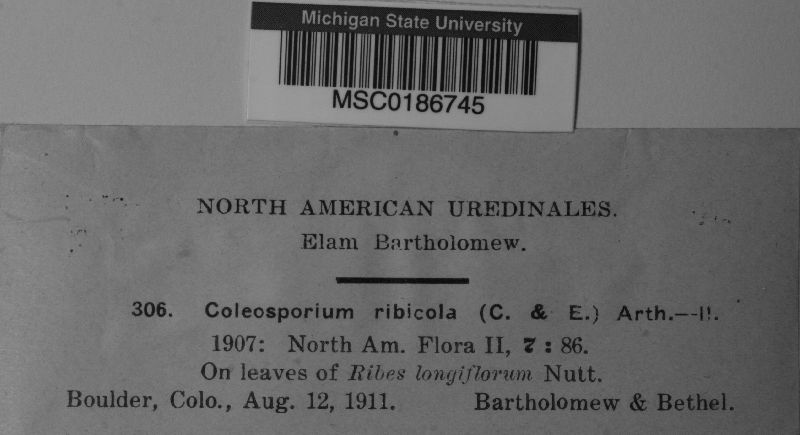 Michigan State University
MSC0186745
NORTH AMERICAN UREDINALES.
Elam Bartholomew.
306. Coleosporium ribicola (C. & E.) Arth.—II.
1907: North Am. Flora II, 7 : 86.
On leaves of Ribes longiflorum Nutt.
Boulder, Colo., Aug. 12, 1911. Bartholomew & Bethel.